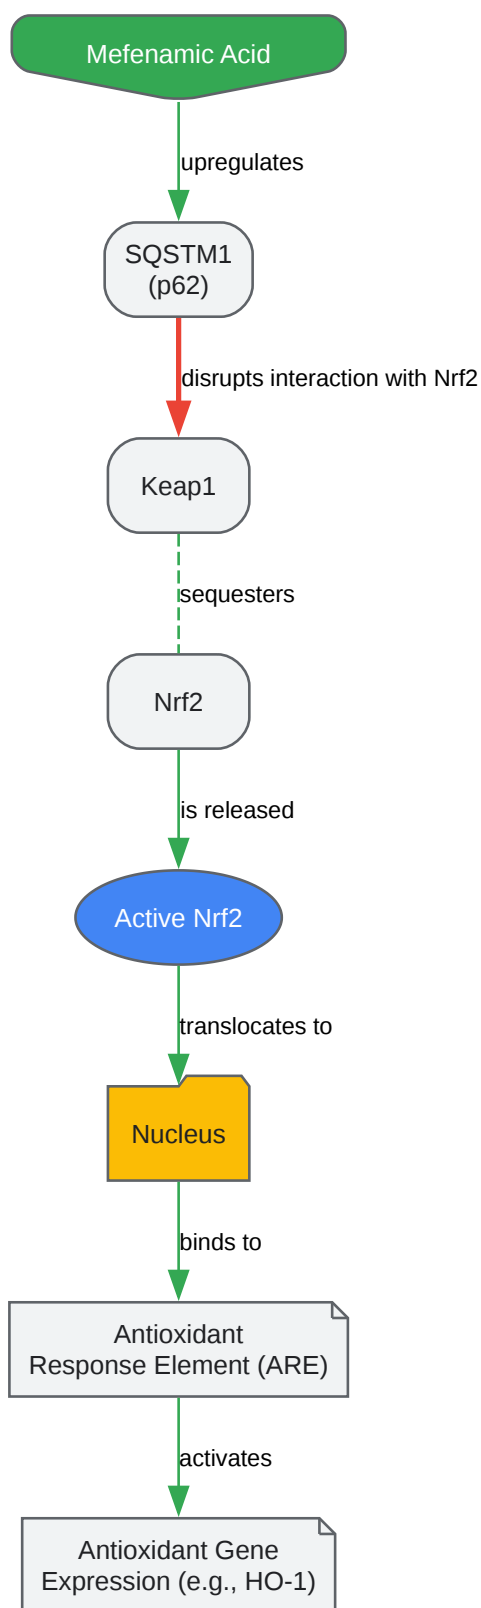 Mefenamic Acid
upregulates
SQSTM1
(p62)
disrupts interaction with Nrf2
Keap1
sequesters
Nrf2
is released
Active Nrf2
translocates to
Nucleus
binds to
Antioxidant
Response Element (ARE)
activates
Antioxidant Gene
Expression (e.g., HO-1)